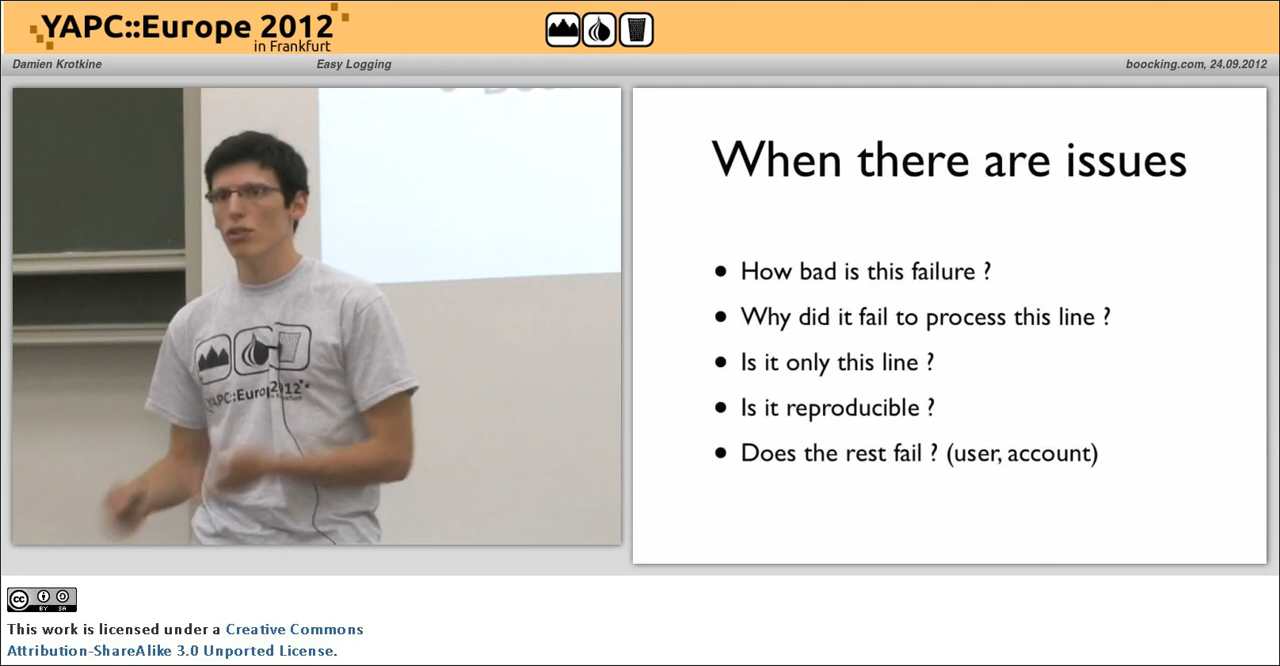 YAPC::Europe 2012
in Frankfurt
Damien Krotkine
Easy Logging
boocking.com, 24.09.2012
YAPC::Europe 2012
in Frankfurt
When there are issues
• How bad is this failure ?
• Why did it fail to process this line ?
• Is it only this line ?
• Is it reproducible ?
• Does the rest fail ? (user, account)
cc
BY SA
This work is licensed under a Creative Commons
Attribution-ShareAlike 3.0 Unported License.